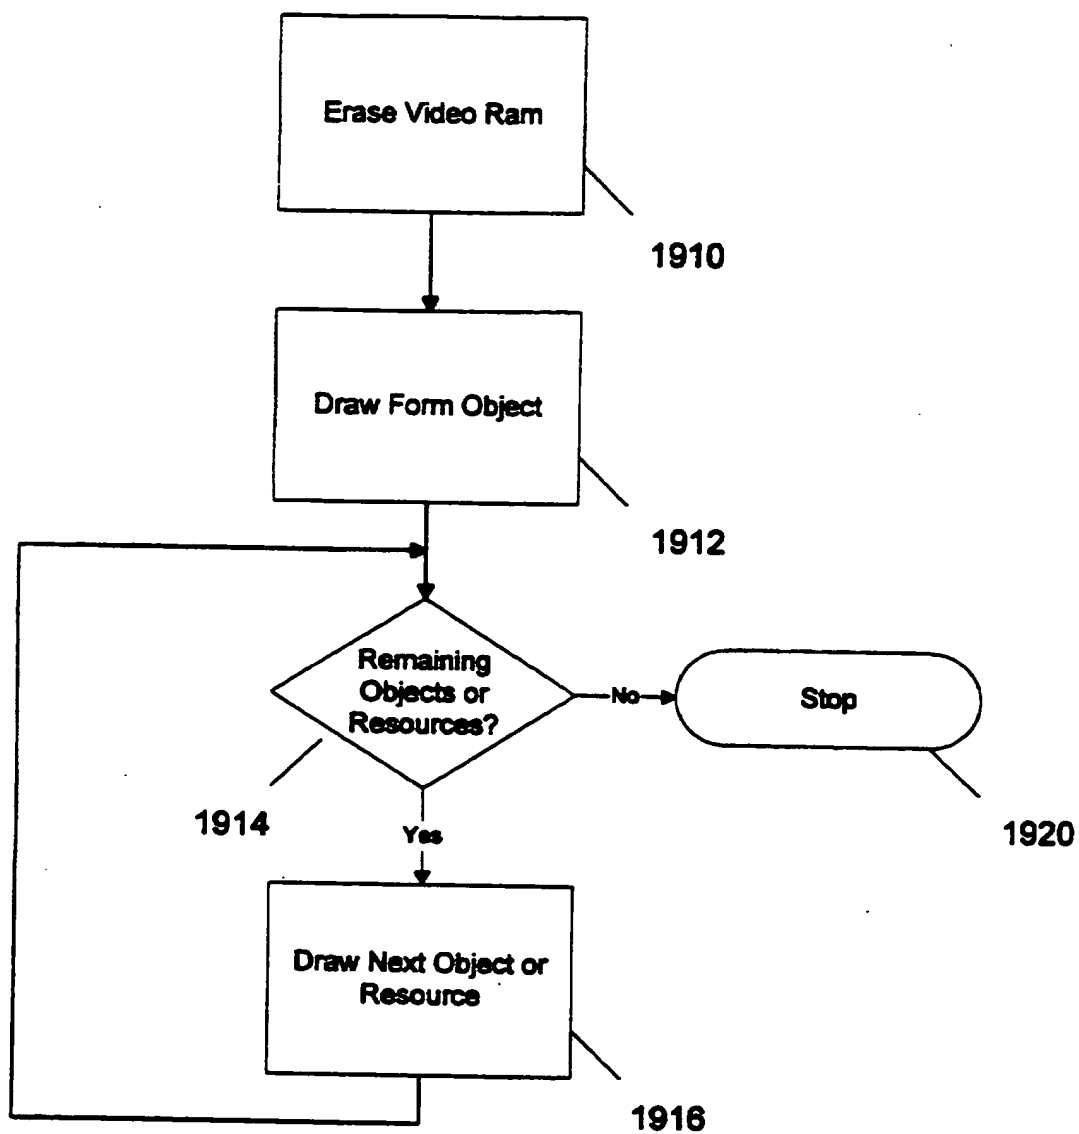 Erase Video Ram
1910
Draw Form Object
1912
Remaining
Objects or
Resources?
No
Stop
1914
Yes
1920
Draw Next Object or
Resource
1916